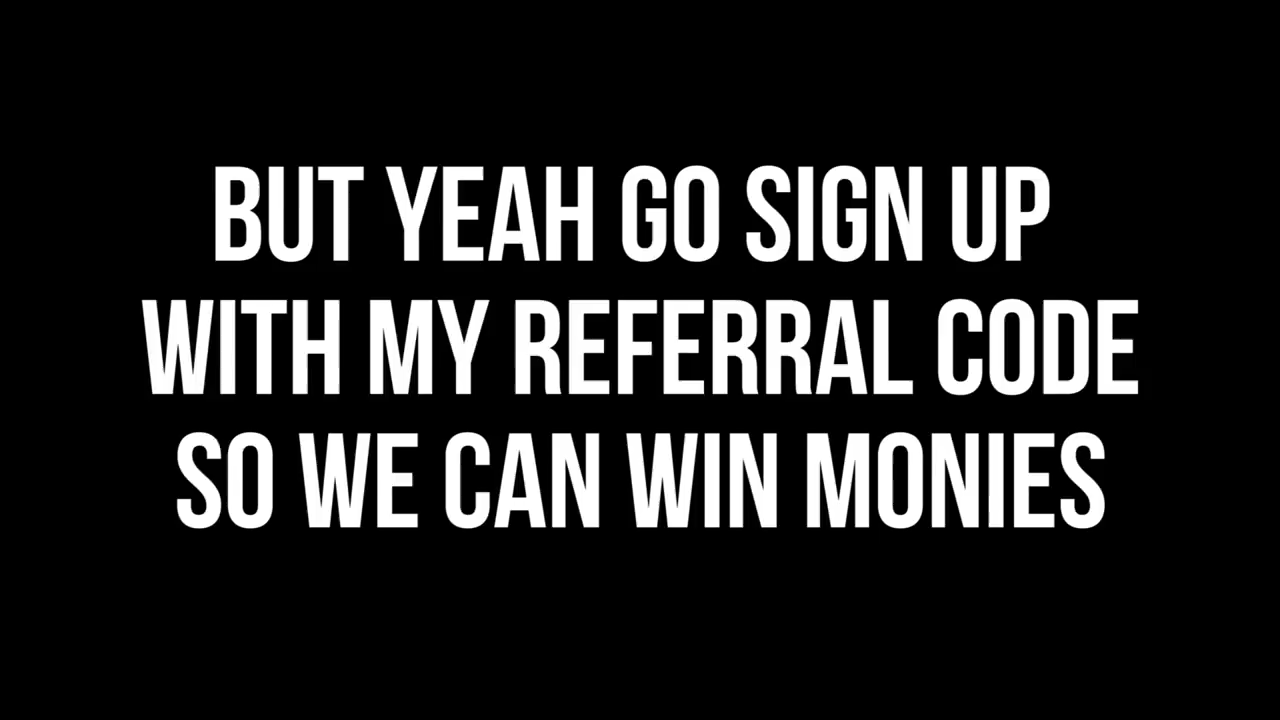 BUT YEAH GO SIGN UP
WITH MY REFERRAL CODE
SO WE CAN WIN MONIES